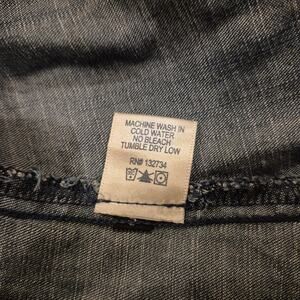 MACHINE WASH IN
COLD WATER
NO BLEACH
TUMBLE DRY LOW
RN# 132734